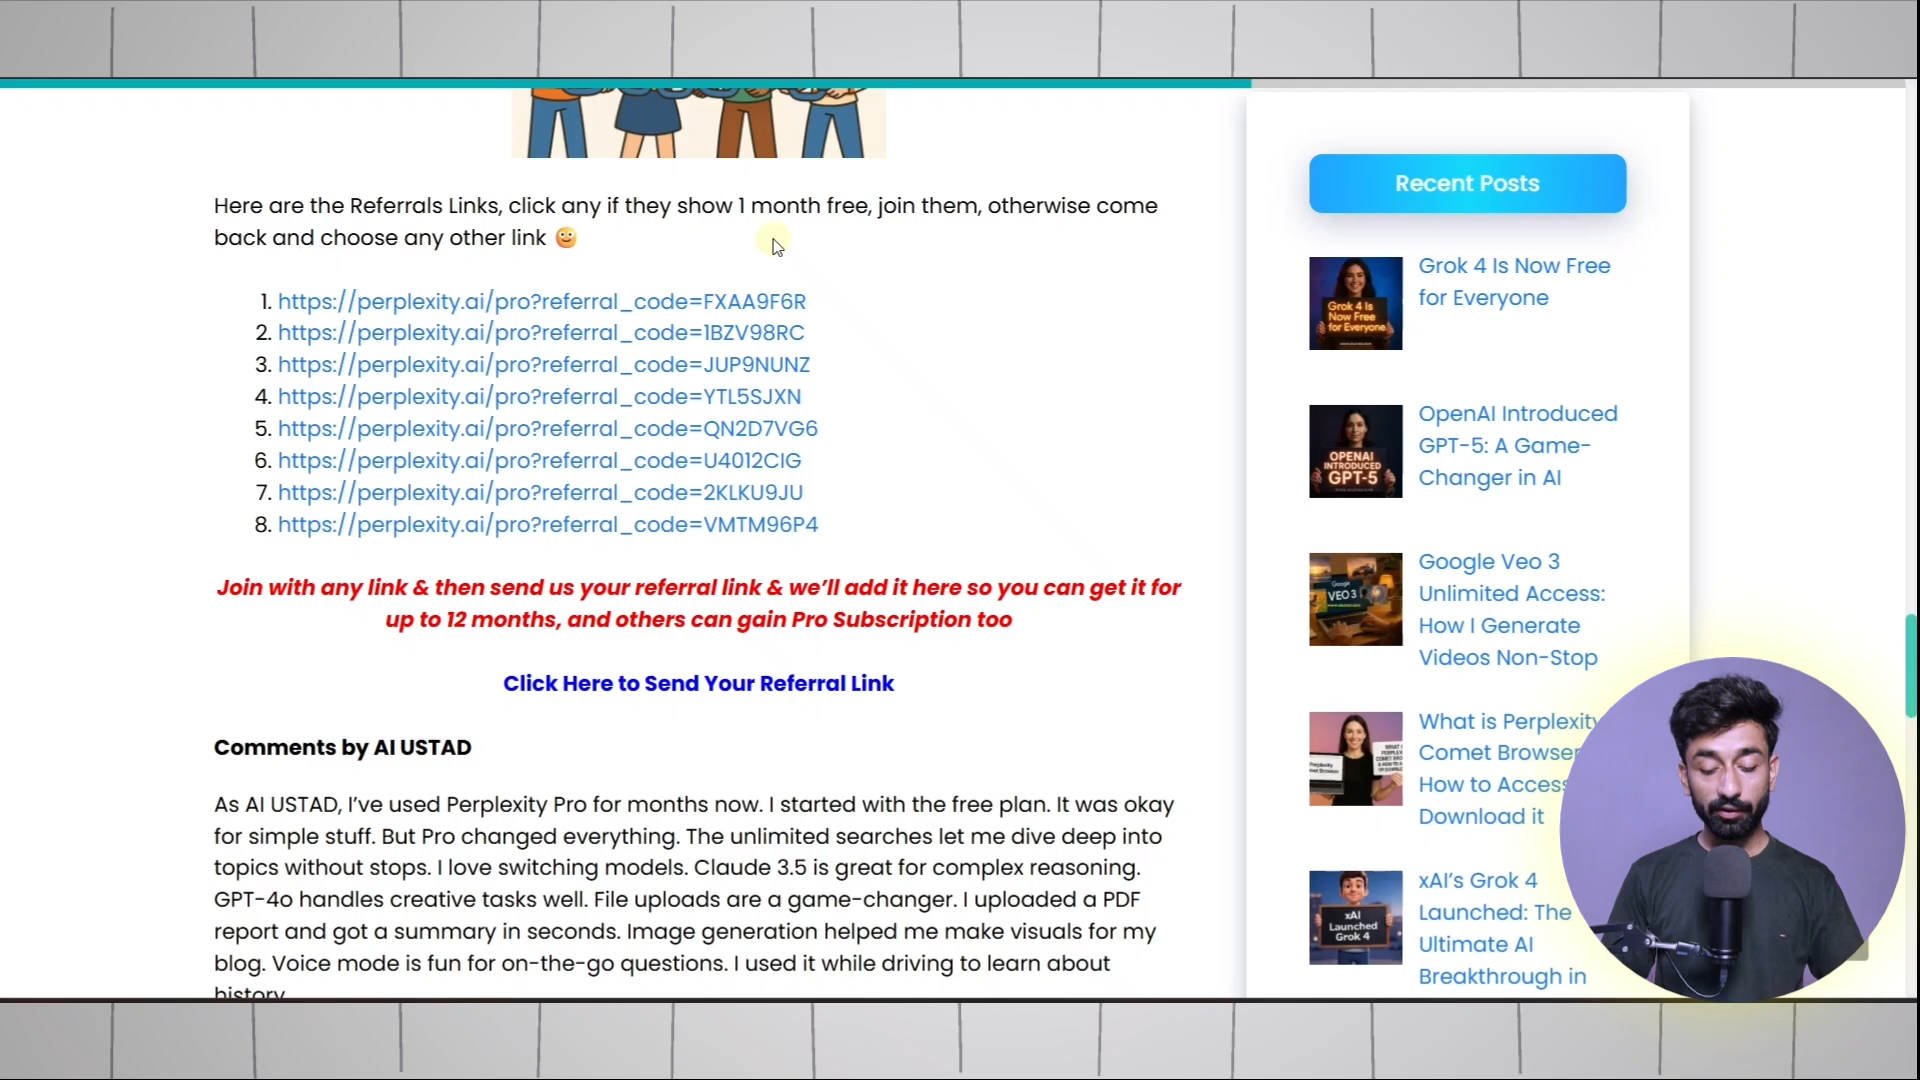 Here are the Referrals Links, click any if they show 1 month free, join them, otherwise come
back and choose any other link
1. https://perplexity.ai/pro?referral_code=FXAA9F6R
2. https://perplexity.ai/pro?referral_code=1BZV98RC
3. https://perplexity.ai/pro?referral_code=JUP9NUNZ
4. https://perplexity.ai/pro?referral_code=YTL5SJXN
5. https://perplexity.ai/pro?referral_code=QN2D7VG6
6. https://perplexity.ai/pro?referral_code=U4012CIG
7. https://perplexity.ai/pro?referral_code=2KLKU9JU
8. https://perplexity.ai/pro?referral_code=VMTM96P4
Join with any link & then send us your referral link & we’ll add it here so you can get it for
up to 12 months, and others can gain Pro Subscription too
Click Here to Send Your Referral Link
Comments by AI USTAD
As AI USTAD, I’ve used Perplexity Pro for months now. I started with the free plan. It was okay
for simple stuff. But Pro changed everything. The unlimited searches let me dive deep into
topics without stops. I love switching models. Claude 3.5 is great for complex reasoning.
GPT-4o handles creative tasks well. File uploads are a game-changer. I uploaded a PDF
report and got a summary in seconds. Image generation helped me make visuals for my
blog. Voice mode is fun for on-the-go questions. I used it while driving to learn about
history.
Recent Posts
Grok 4 Is
Now Free
for Everyone
Grok 4 Is Now Free
for Everyone
OPENAI
INTRODUCED
GPT-5
OpenAI Introduced
GPT-5: A Game-
Changer in AI
Google
VEO 3
Google Veo 3
Unlimited Access:
How I Generate
Videos Non-Stop
Perplexity
Comet Browser
What is Perplexity
Comet Browser
How to Access
Download it
xAI
Launched
Grok 4
xAI’s Grok 4
Launched: The
Ultimate AI
Breakthrough in